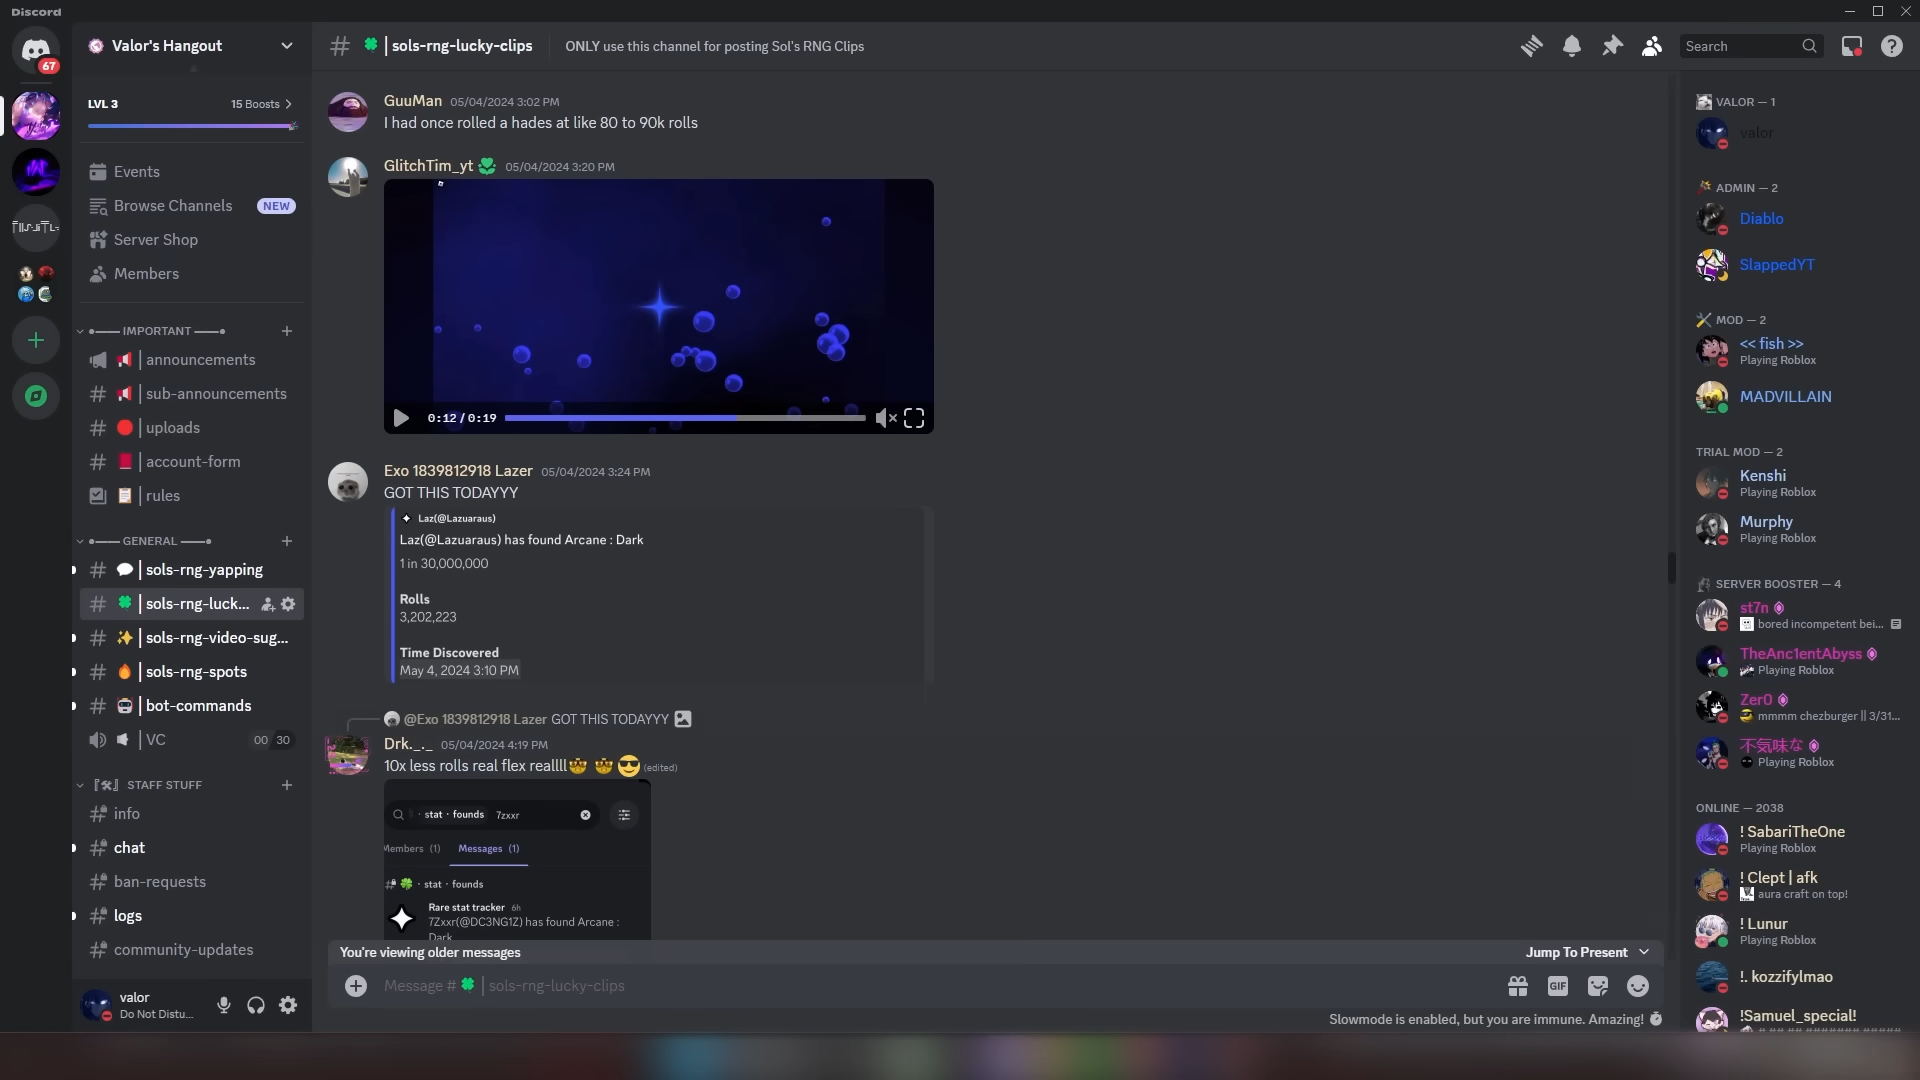 Discord
67
Valor's Hangout
LVL 3
15 Boosts
Events
Browse Channels
NEW
Server Shop
Members
IMPORTANT
announcements
sub-announcements
uploads
account-form
rules
GENERAL
sols-rng-yapping
sols-rng-luck...
sols-rng-video-sug...
sols-rng-spots
bot-commands
VC
00 30
STAFF STUFF
info
chat
ban-requests
logs
community-updates
valor
Do Not Distu...
# | sols-rng-lucky-clips
ONLY use this channel for posting Sol's RNG Clips
Search
GuuMan 05/04/2024 3:02 PM
I had once rolled a hades at like 80 to 90k rolls
GlitchTim_yt 05/04/2024 3:20 PM
0:12 / 0:19
Exo 1839812918 Lazer 05/04/2024 3:24 PM
GOT THIS TODAYYY
Laz(@Lazuaraus)
Laz(@Lazuaraus) has found Arcane : Dark
1 in 30,000,000
Rolls
3,202,223
Time Discovered
May 4, 2024 3:10 PM
@Exo 1839812918 Lazer GOT THIS TODAYYY
Drk._._ 05/04/2024 4:19 PM
10x less rolls real flex reallll🤠 🤠 😎 (edited)
· stat · founds 7zxxr
Members (1)
Messages (1)
· stat · founds
Rare stat tracker 6h
7Zxxr(@DC3NG1Z) has found Arcane :
Dark
You're viewing older messages
Jump To Present
Message # | sols-rng-lucky-clips
GIF
Slowmode is enabled, but you are immune. Amazing!
VALOR — 1
valor
ADMIN — 2
Diablo
SlappedYT
MOD — 2
<< fish >>
Playing Roblox
MADVILLAIN
TRIAL MOD — 2
Kenshi
Playing Roblox
Murphy
Playing Roblox
SERVER BOOSTER — 4
st7n
bored incompetent bei...
TheAnc1entAbyss
Playing Roblox
Zer0
mmmm chezburger || 3/31...
不気味な
Playing Roblox
ONLINE — 2038
! SabariTheOne
Playing Roblox
! Clept | afk
aura craft on top!
! Lunur
Playing Roblox
!. kozzifylmao
!Samuel_special!